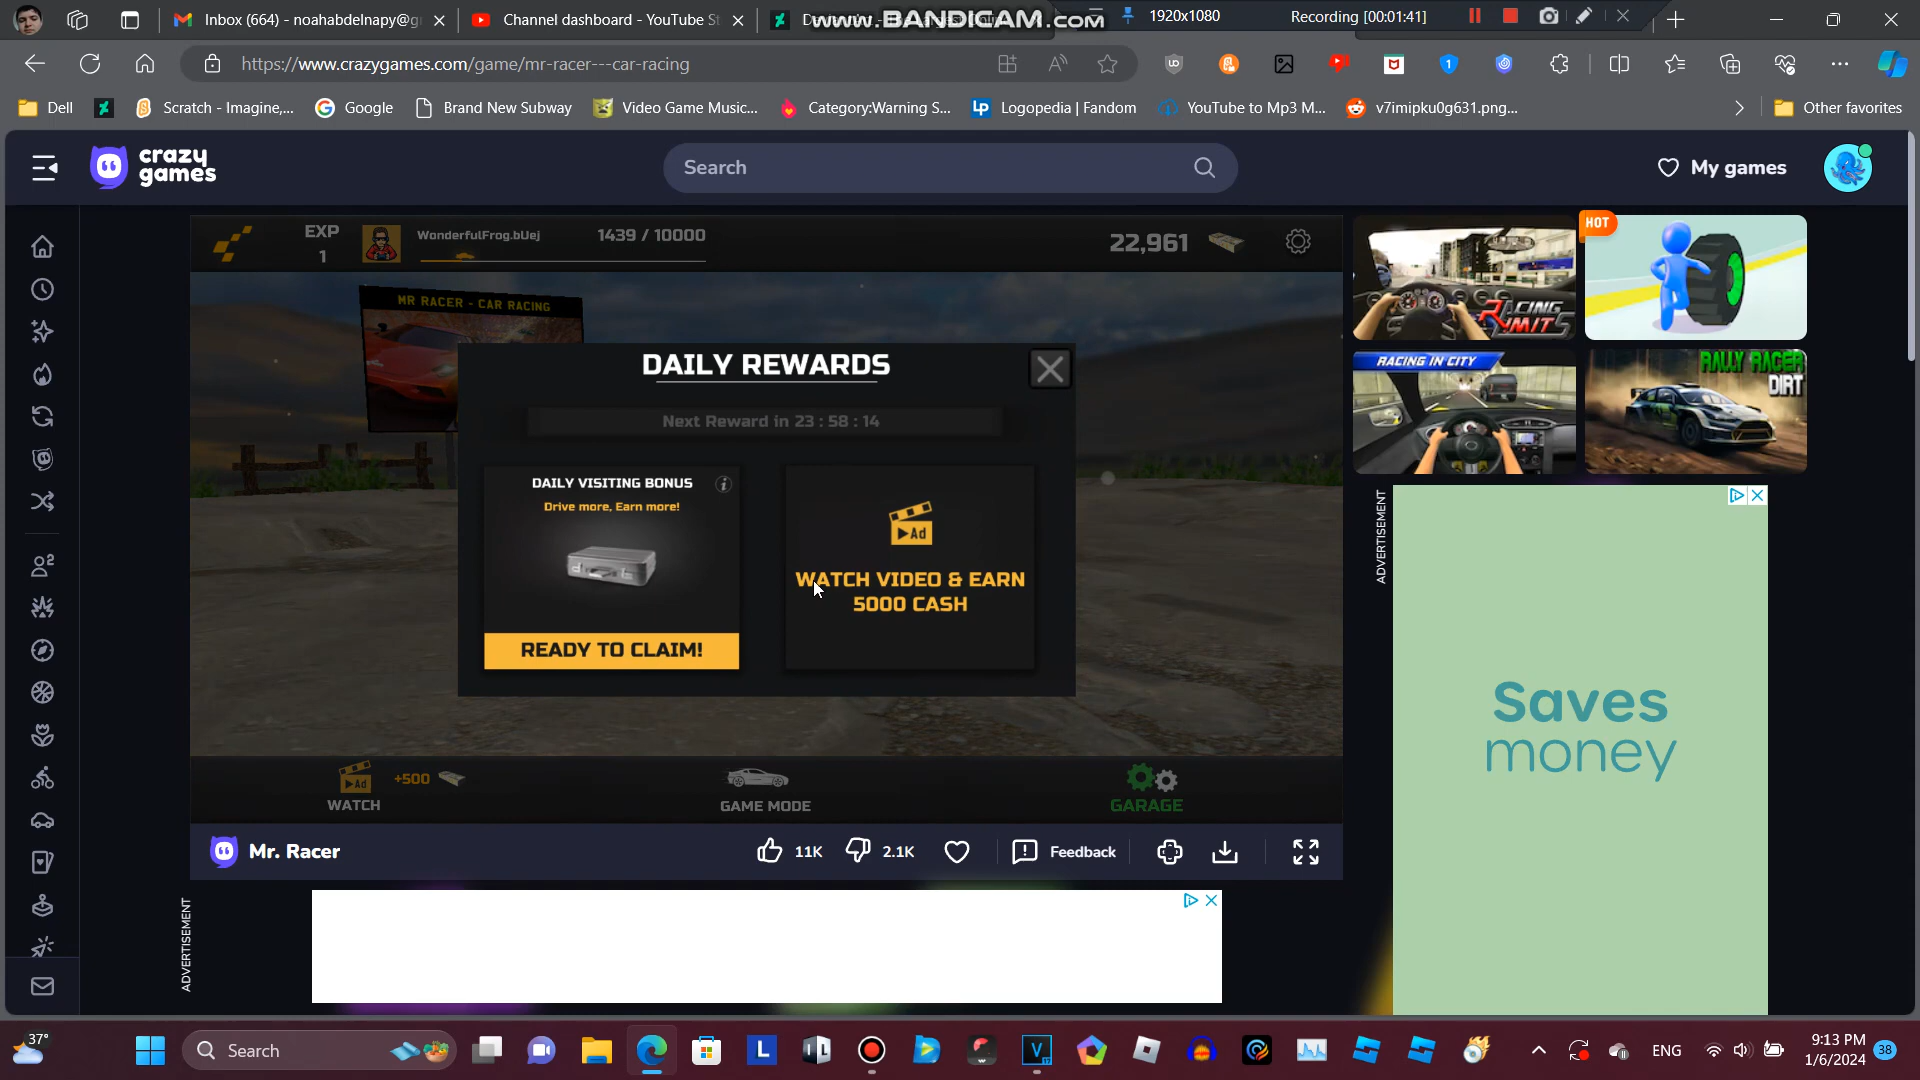 Inbox (664) - noahabdelnapy@g
Channel dashboard - YouTube St
www.BANDICAM.com
1920x1080
Recording [00:01:41]
https://www.crazygames.com/game/mr-racer---car-racing
Dell
Scratch - Imagine,...
Google
Brand New Subway
Video Game Music...
Category:Warning S...
Logopedia | Fandom
YouTube to Mp3 M...
v7imipku0g631.png...
Other favorites
crazy
games
Search
My games
EXP
1
WonderfulFrog.bUej
1439 / 10000
22,961
MR RACER - CAR RACING
DAILY REWARDS
Next Reward in 23 : 58 : 14
DAILY VISITING BONUS
Drive more, Earn more!
READY TO CLAIM!
Ad
WATCH VIDEO & EARN
5000 CASH
Ad
+500
WATCH
GAME MODE
GARAGE
HOT
RACING LIMITS
RACING IN CITY
RALLY RACER
DIRT
ADVERTISEMENT
Saves
money
Mr. Racer
11K
2.1K
Feedback
ADVERTISEMENT
37°
Search
ENG
9:13 PM
1/6/2024
38